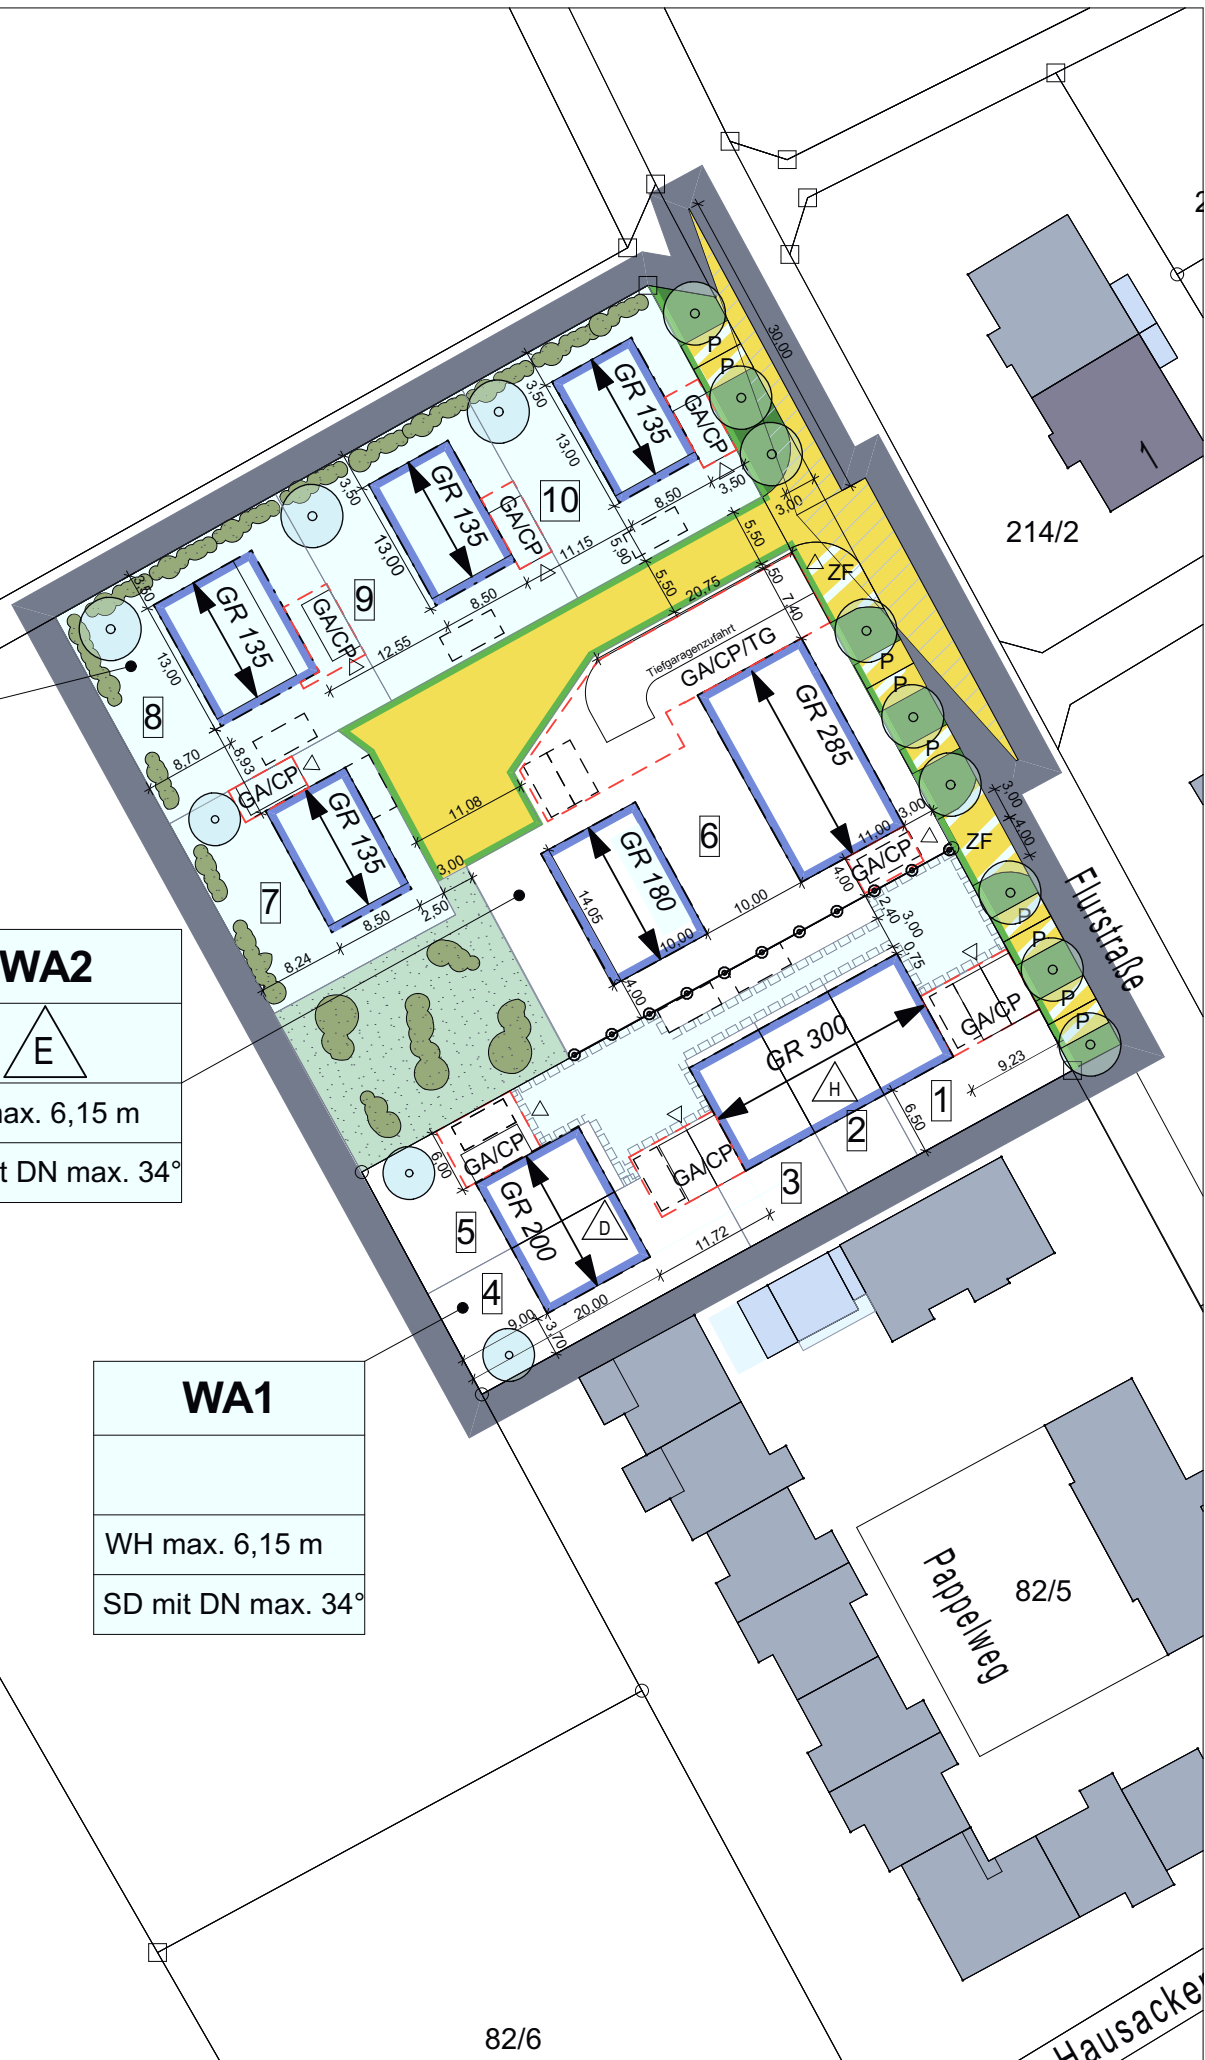 P
P
30,00
1
214/2
3,50
GR 135
13,00
GA/CP
3,50
8,50
3,00
10
3,50
GR 135
13,00
GA/CP
11,15
5,90
8,50
5,50
5,50
20,75
ZF
7,40
3,50
GR 135
13,00
GA/CP
9
12,55
Tiefgaragenzufahrt
GA/CP/TG
P
P
P
8
8,70
8,93
GA/CP
GR 135
11,08
3,00
GR 285
6
11,00
3,00
GA/CP
4,00
ZF
3,00
4,00
7
8,50
2,50
8,24
GR 180
14,05
10,00
10,00
4,00
2,40
3,00
0,75
Flurstraße
P
P
P
P
WA2
E
max. 6,15 m
t DN max. 34°
GR 300
H
GA/CP
9,23
1
6,50
2
3
GA/CP
11,72
6,00
GA/CP
5
GR 200
D
4
9,00
20,00
3,70
WA1
WH max. 6,15 m
SD mit DN max. 34°
Pappelweg
82/5
82/6
Hausacker